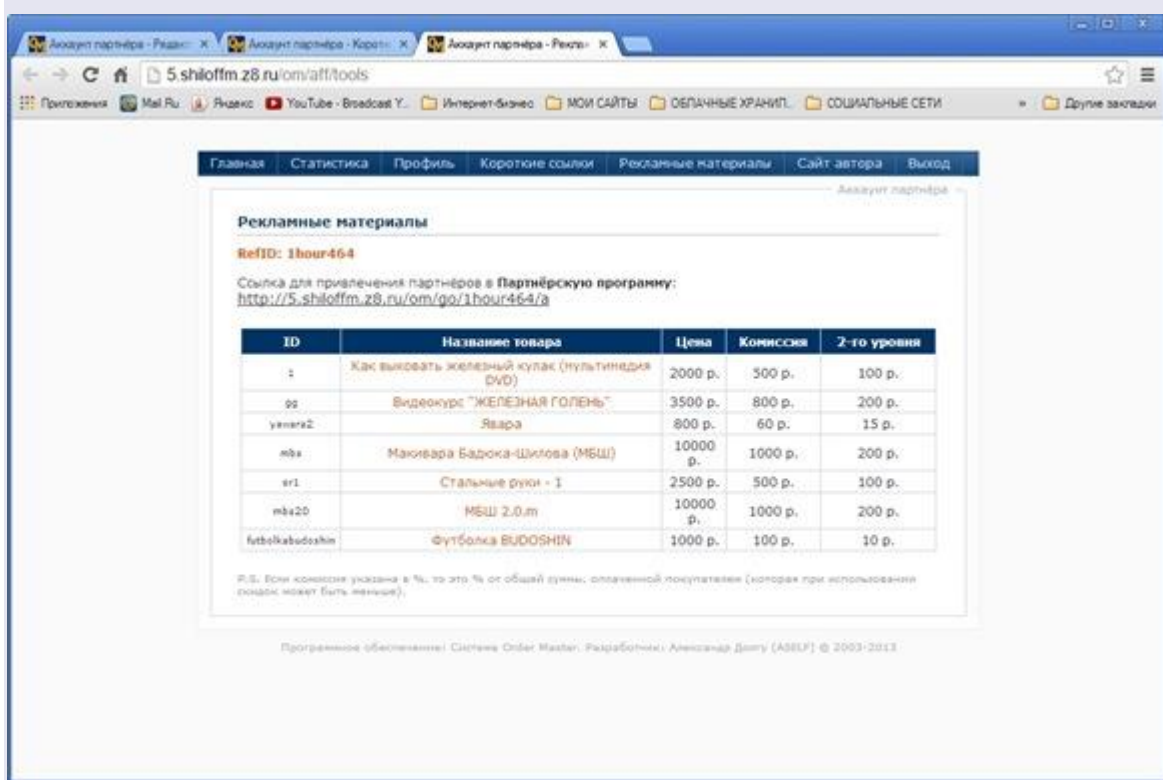 Аккаунт партнёра - Редак
Аккаунт партнёра - Корот
Аккаунт партнёра - Рекла
5.shiloffm.z8.ru/om/aff/tools
Приложения Mail.Ru Яндекс YouTube - Broadcast Y... Интернет-бизнес МОИ САЙТЫ ОБЛАЧНЫЕ ХРАНИЛ... СОЦИАЛЬНЫЕ СЕТИ » Другие закладки
Главная Статистика Профиль Короткие ссылки Рекламные материалы Сайт автора Выход
Аккаунт партнёра
Рекламные материалы
RefID: 1hour464
Ссылка для привлечения партнёров в Партнёрскую программу:
http://5.shiloffm.z8.ru/om/go/1hour464/a
ID Название товара Цена Комиссия 2-го уровня
1 Как выковать железный кулак (мультимедиа DVD) 2000 р. 500 р. 100 р.
gg Видеокурс "ЖЕЛЕЗНАЯ ГОЛЕНЬ" 3500 р. 800 р. 200 р.
yawara2 Явара 800 р. 60 р. 15 р.
mbs Макивара Бадюка-Шилова (МБШ) 10000 р. 1000 р. 200 р.
sr1 Стальные руки - 1 2500 р. 500 р. 100 р.
mbs20 МБШ 2.0.m 10000 р. 1000 р. 200 р.
futbolkabudoshin Футболка BUDOSHIN 1000 р. 100 р. 10 р.
P.S. Если комиссия указана в %, то это % от общей суммы, оплаченной покупателем (которая при использовании
скидок может быть меньше).
Программное обеспечение: Система Order Master. Разработчик: Александр Долгу (ASELF) © 2003-2013